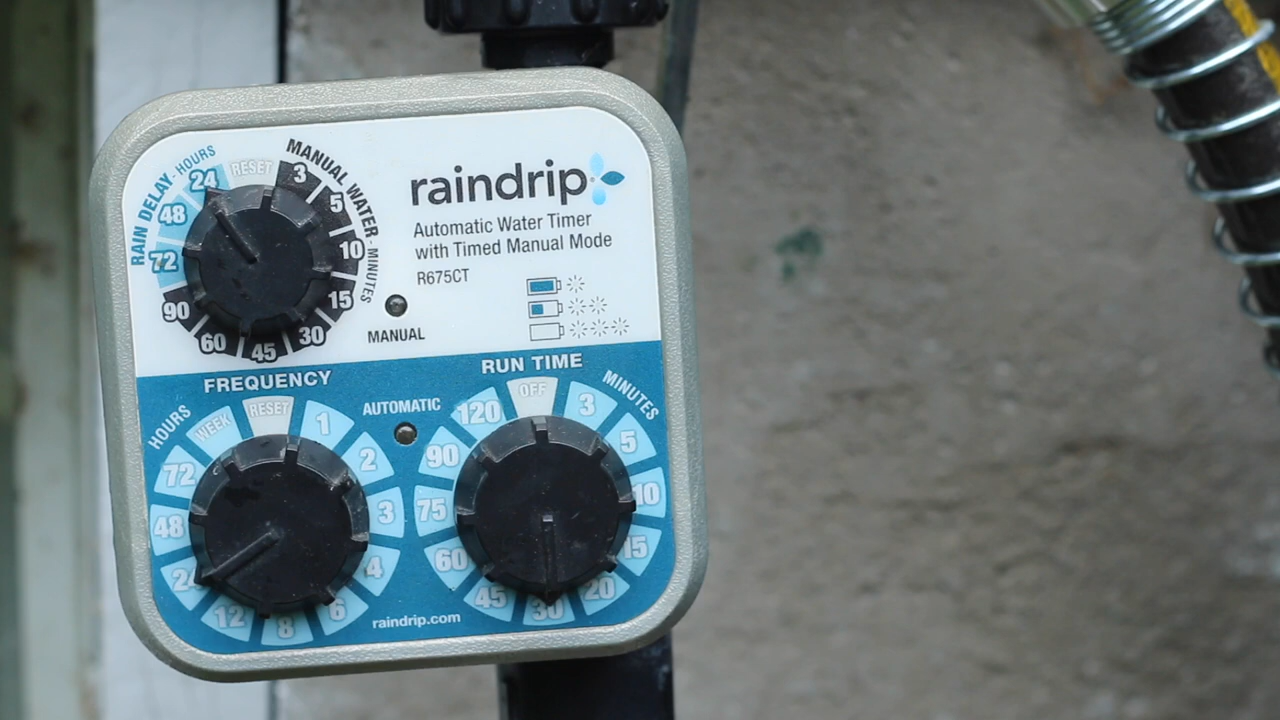 raindrip
Automatic Water Timer
with Timed Manual Mode
R675CT
RAIN DELAY - HOURS
24
48
72
RESET
MANUAL WATER - MINUTES
3
5
10
15
30
45
60
90
MANUAL
FREQUENCY
HOURS
RESET
1
2
3
4
6
8
12
24
48
72
WEEK
AUTOMATIC
RUN TIME
MINUTES
OFF
3
5
10
15
20
30
45
60
75
90
120
raindrip.com